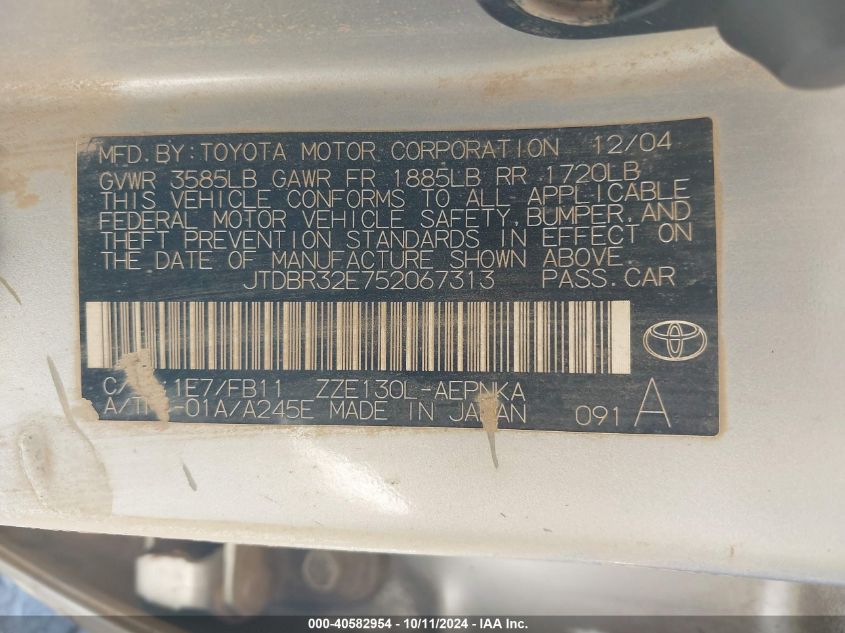 MFD. BY: TOYOTA MOTOR CORPORATION 12/04
GVWR 3585LB GAWR FR 1885LB RR 1720LB
THIS VEHICLE CONFORMS TO ALL APPLICABLE
FEDERAL MOTOR VEHICLE SAFETY, BUMPER, AND
THEFT PREVENTION STANDARDS IN EFFECT ON
THE DATE OF MANUFACTURE SHOWN ABOVE.
JTDBR32E752067313 PASS. CAR
1E7/FB11 ZZE130L-AEPNKA
-01A/A245E MADE IN JAPAN 091 A
000-40582954 - 10/11/2024 - IAA Inc.